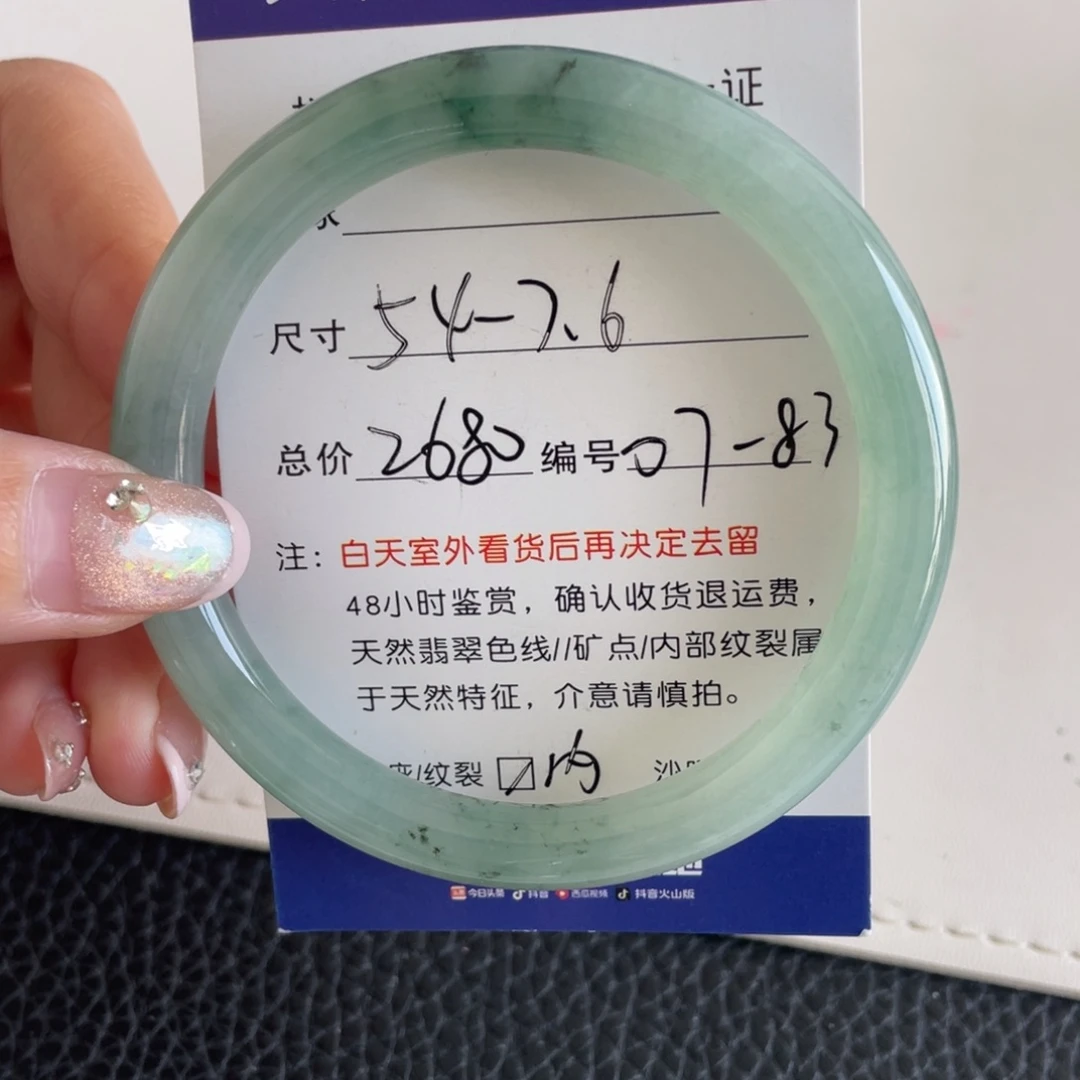 证
尺寸 54-7.6
总价 2680 编号 07-83
注：白天室外看货后再决定去留
48小时鉴赏，确认收货退运费，
天然翡翠色线//矿点/内部纹裂属
于天然特征，介意请慎拍。
纹裂 内
今日头条 抖音 西瓜视频 抖音火山版